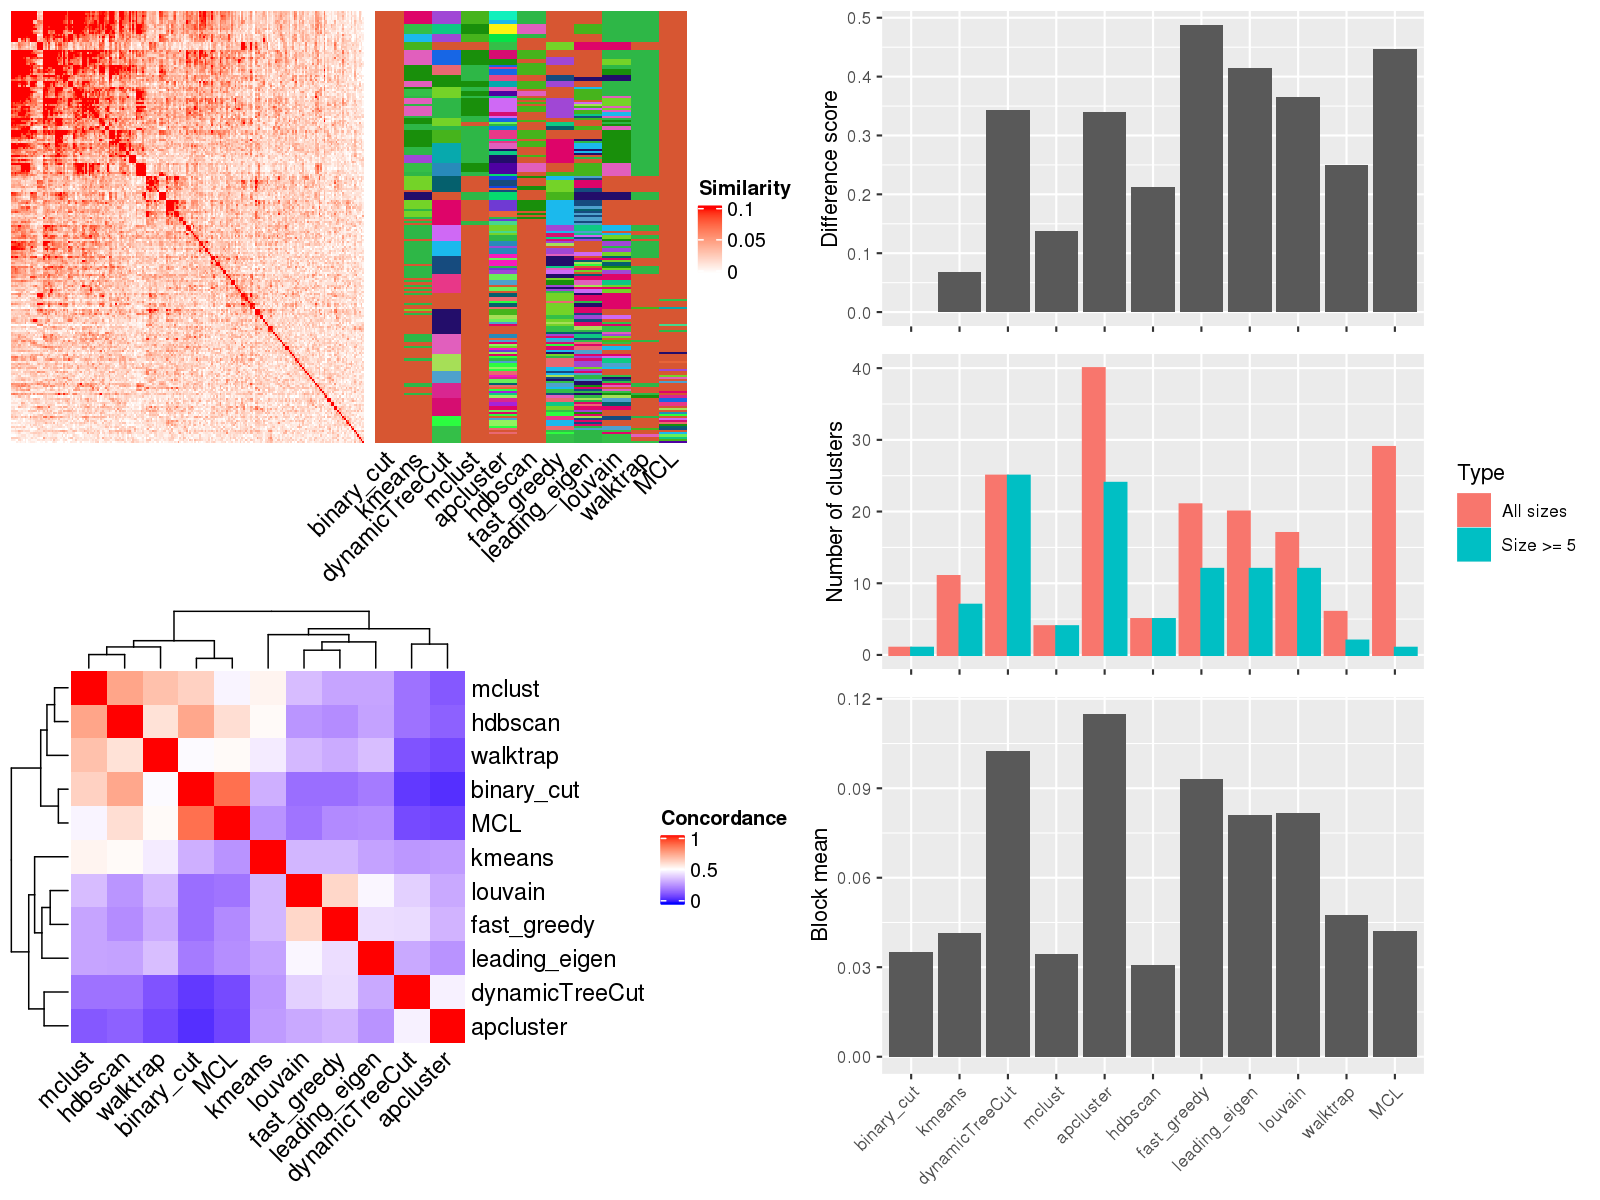 Similarity
0.1
0.05
0
binary_cut
kmeans
dynamicTreeCut
mclust
apcluster
hdbscan
fast_greedy
leading_eigen
louvain
walktrap
MCL
Difference score
0.5
0.4
0.3
0.2
0.1
0.0
Number of clusters
40
30
20
10
0
Type
All sizes
Size >= 5
mclust
hdbscan
walktrap
binary_cut
MCL
kmeans
louvain
fast_greedy
leading_eigen
dynamicTreeCut
apcluster
Concordance
1
0.5
0
mclust
hdbscan
walktrap
binary_cut
MCL
kmeans
louvain
fast_greedy
leading_eigen
dynamicTreeCut
apcluster
Block mean
0.12
0.09
0.06
0.03
0.00
binary_cut
kmeans
dynamicTreeCut
mclust
apcluster
hdbscan
fast_greedy
leading_eigen
louvain
walktrap
MCL